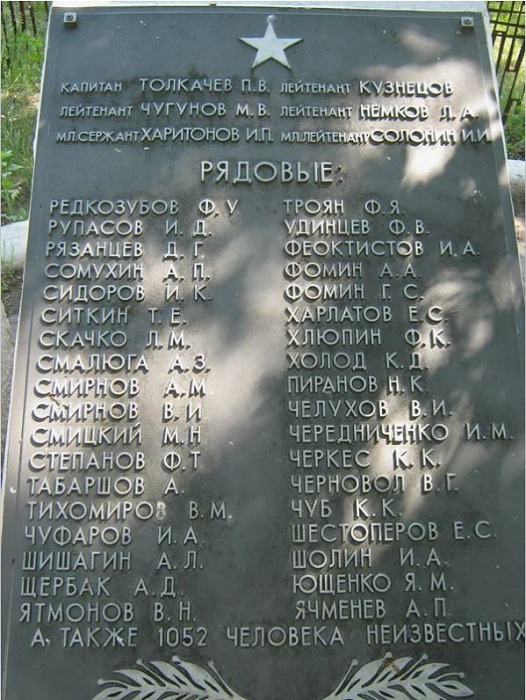 КАПИТАН ТОЛКАЧЕВ П.В. ЛЕЙТЕНАНТ КУЗНЕЦОВ
ЛЕЙТЕНАНТ ЧУГУНОВ М.В. ЛЕЙТЕНАНТ НЕМКОВ Л.А.
МЛ.СЕРЖАНТ ХАРИТОНОВ И.П. МЛ.ЛЕЙТЕНАНТ СОЛОНИН И.И
РЯДОВЫЕ:
РЕДКОЗУБОВ Ф.У ТРОЯН Ф.Я.
РУПАСОВ И.Д. УДИНЦЕВ Ф.В.
РЯЗАНЦЕВ Д.Г. ФЕОКТИСТОВ И.А.
СОМУХИН А.П. ФОМИН А.А.
СИДОРОВ И.К. ФОМИН Г.С.
СИТКИН Т.Е. ХАРЛАТОВ Е.С.
СКАЧКО Л.М. ХЛЮПИН Ф.К.
СМАЛЮГА А.З. ХОЛОД К.Д.
СМИРНОВ А.М ПИРАНОВ Н.К.
СМИРНОВ В.И ЧЕЛУХОВ В.И.
СМИЦКИЙ М.Н ЧЕРЕДНИЧЕНКО И.М.
СТЕПАНОВ Ф.Т ЧЕРКЕС К.К.
ТАБАРШОВ А. ЧЕРНОВОЛ В.Г.
ТИХОМИРОВ В.М. ЧУБ К.К.
ЧУФАРОВ И.А. ШЕСТОПЕРОВ Е.С.
ШИШАГИН А.Л. ШОЛИН И.А.
ЩЕРБАК А.Д. ЮЩЕНКО Я.М.
ЯТМОНОВ В.Н. ЯЧМЕНЕВ А.П
А ТАКЖЕ 1052 ЧЕЛОВЕКА НЕИЗВЕСТНЫХ